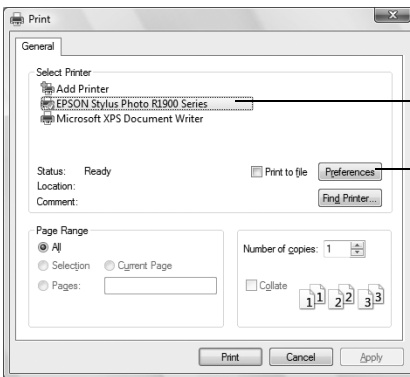 Print
General
Select Printer
Add Printer
EPSON Stylus Photo R1900 Series
Microsoft XPS Document Writer
Status: Ready
Print to file
Preferences
Location:
Comment:
Find Printer...
Page Range
All
Selection
Current Page
Pages:
Number of copies: 1
Collate
1 1 2 2 3 3
Print
Cancel
Apply